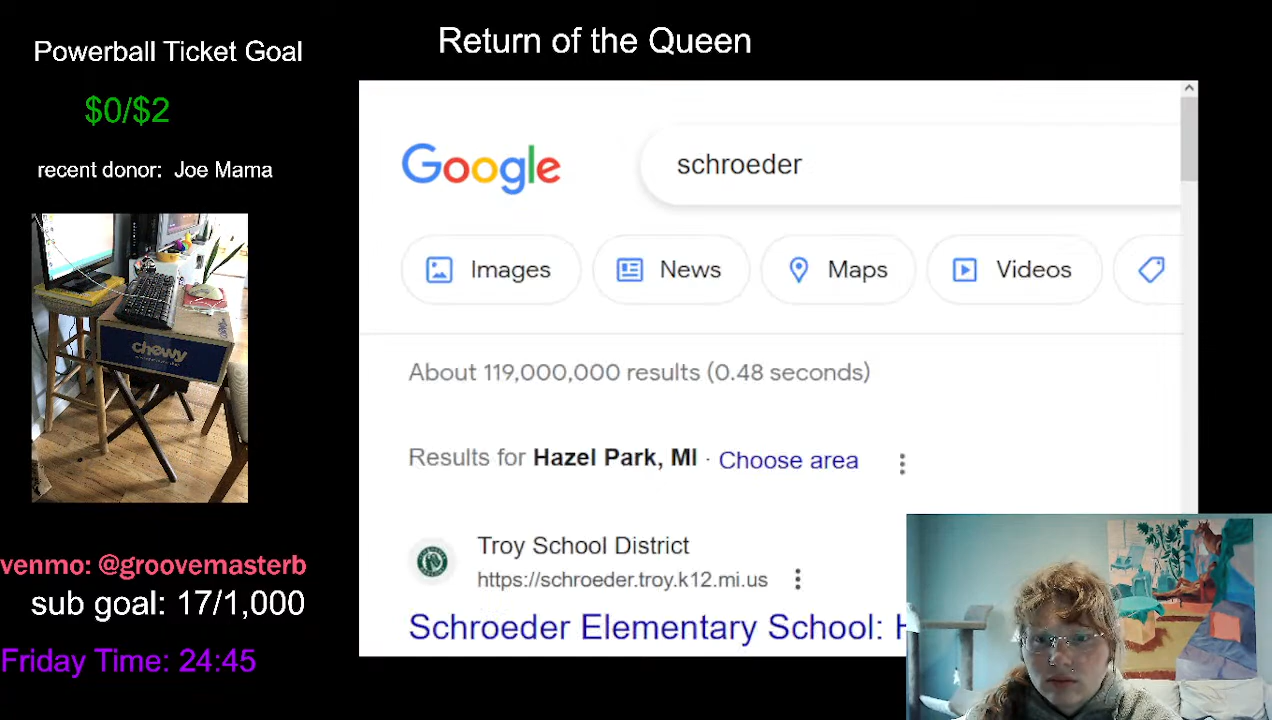 Powerball Ticket Goal
$0/$2
recent donor: Joe Mama
chewy
venmo: @groovemasterb
sub goal: 17/1,000
Friday Time: 24:45
Return of the Queen
Google
schroeder
Images
News
Maps
Videos
About 119,000,000 results (0.48 seconds)
Results for Hazel Park, MI · Choose area
Troy School District
https://schroeder.troy.k12.mi.us
Schroeder Elementary School: